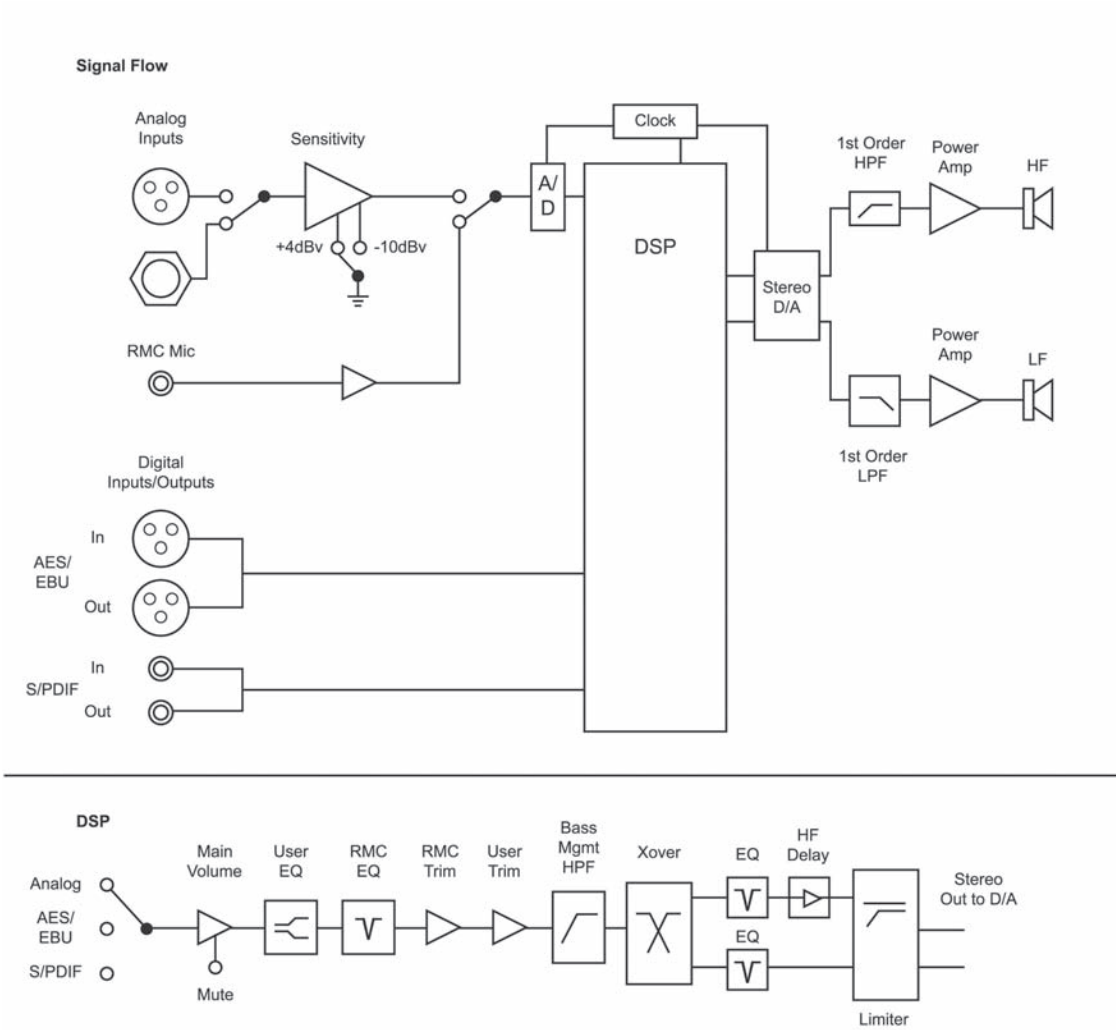 Signal Flow
Analog
Inputs
Sensitivity
+4dBv
-10dBv
RMC Mic
A/
D
Clock
DSP
Stereo
D/A
1st Order
HPF
Power
Amp
HF
1st Order
LPF
Power
Amp
LF
Digital
Inputs/Outputs
In
AES/
EBU
Out
In
S/PDIF
Out
DSP
Analog
AES/
EBU
S/PDIF
Main
Volume
Mute
User
EQ
RMC
EQ
RMC
Trim
User
Trim
Bass
Mgmt
HPF
Xover
EQ
HF
Delay
EQ
Limiter
Stereo
Out to D/A